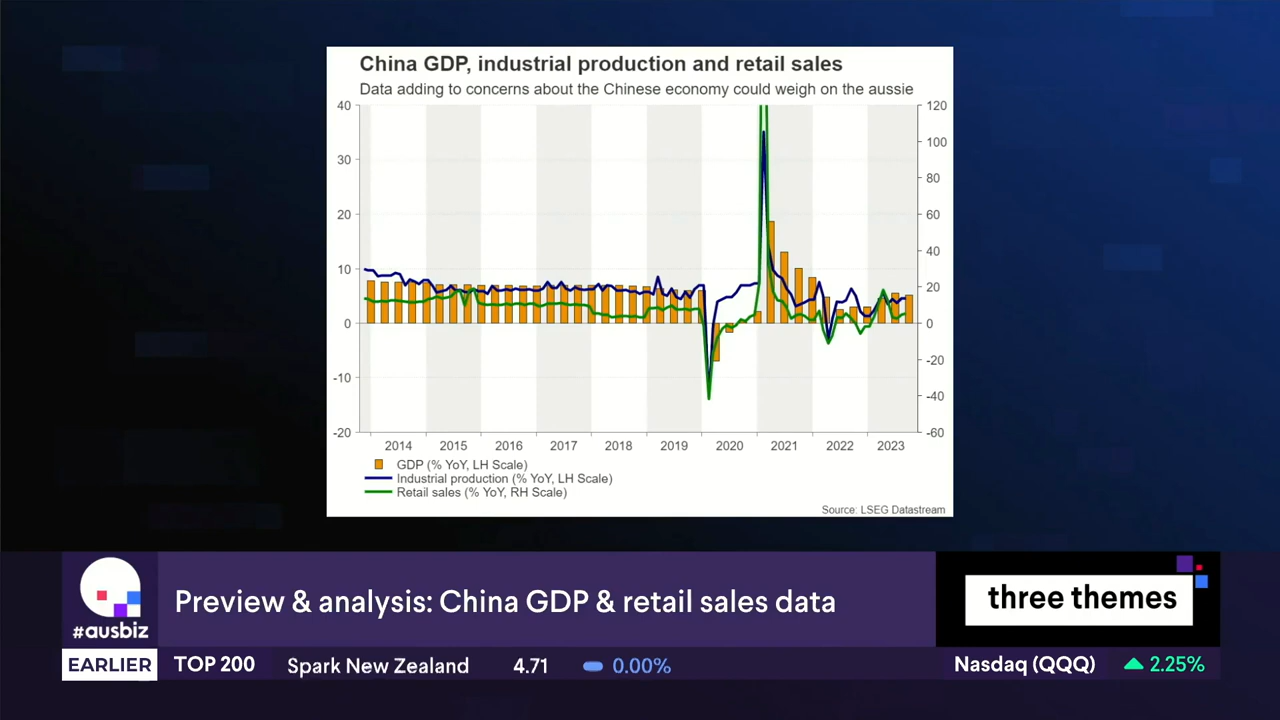 China GDP, industrial production and retail sales
Data adding to concerns about the Chinese economy could weigh on the aussie
40
30
20
10
0
-10
-20
120
100
80
60
40
20
0
-20
-40
-60
2014 2015 2016 2017 2018 2019 2020 2021 2022 2023
GDP (% YoY, LH Scale)
Industrial production (% YoY, LH Scale)
Retail sales (% YoY, RH Scale)
Source: LSEG Datastream
#ausbiz
Preview & analysis: China GDP & retail sales data
three themes
EARLIER TOP 200 Spark New Zealand 4.71 0.00% Nasdaq (QQQ) 2.25%